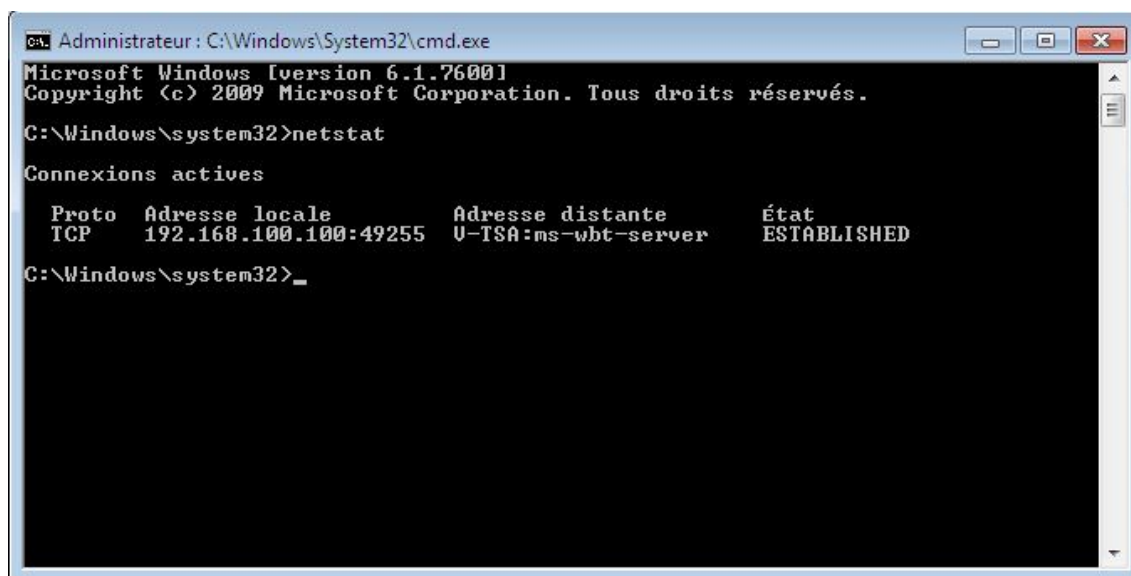 Administrateur : C:\Windows\System32\cmd.exe
Microsoft Windows [version 6.1.7600]
Copyright (c) 2009 Microsoft Corporation. Tous droits réservés.
C:\Windows\system32>netstat
Connexions actives
Proto  Adresse locale          Adresse distante       État
TCP    192.168.100.100:49255  V-TSA:ms-wbt-server    ESTABLISHED
C:\Windows\system32>_